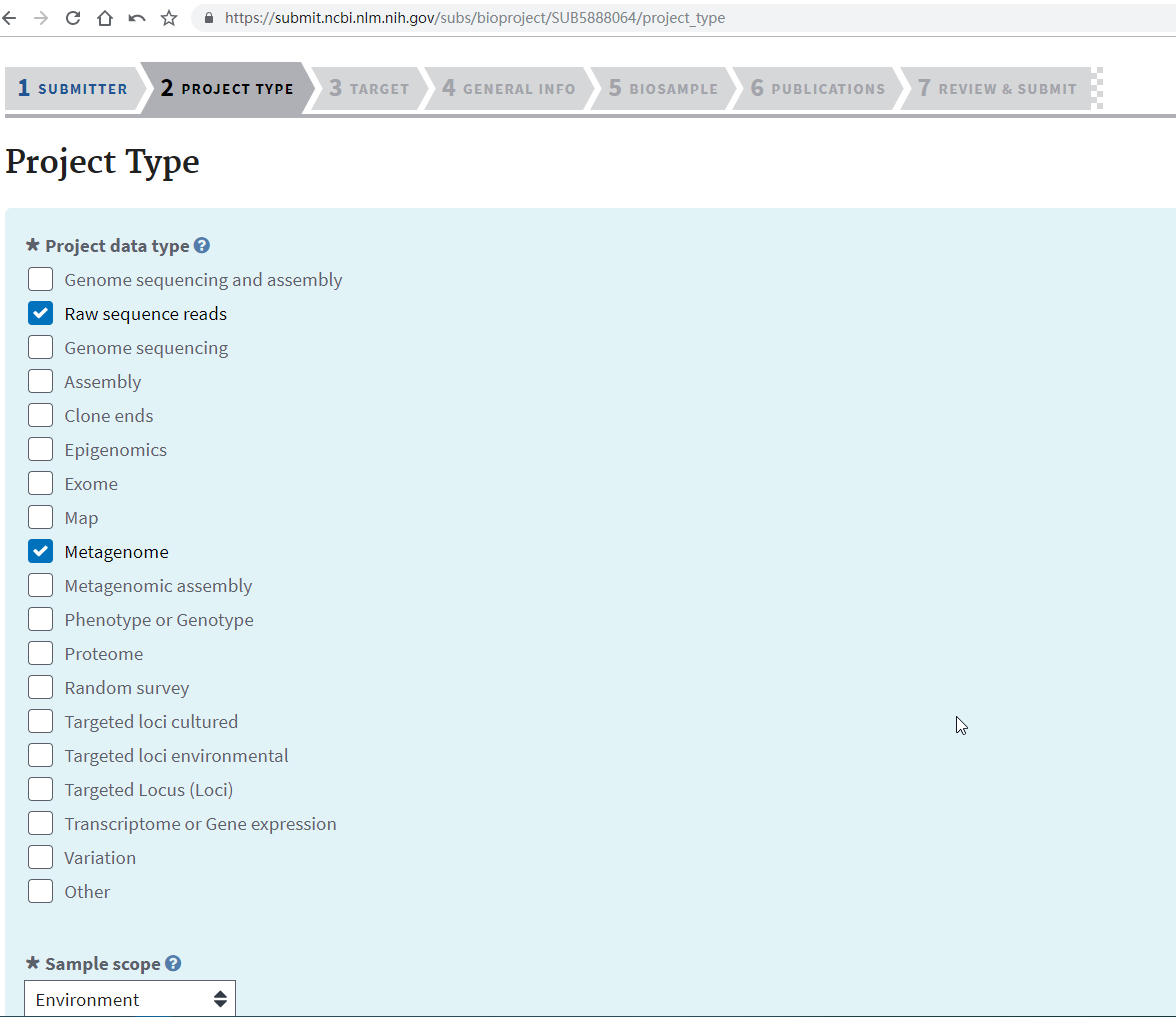 https://submit.ncbi.nlm.nih.gov/subs/bioproject/SUB5888064/project_type
1 SUBMITTER 2 PROJECT TYPE 3 TARGET 4 GENERAL INFO 5 BIOSAMPLE 6 PUBLICATIONS 7 REVIEW & SUBMIT
Project Type
* Project data type ?
Genome sequencing and assembly
Raw sequence reads
Genome sequencing
Assembly
Clone ends
Epigenomics
Exome
Map
Metagenome
Metagenomic assembly
Phenotype or Genotype
Proteome
Random survey
Targeted loci cultured
Targeted loci environmental
Targeted Locus (Loci)
Transcriptome or Gene expression
Variation
Other
* Sample scope ?
Environment